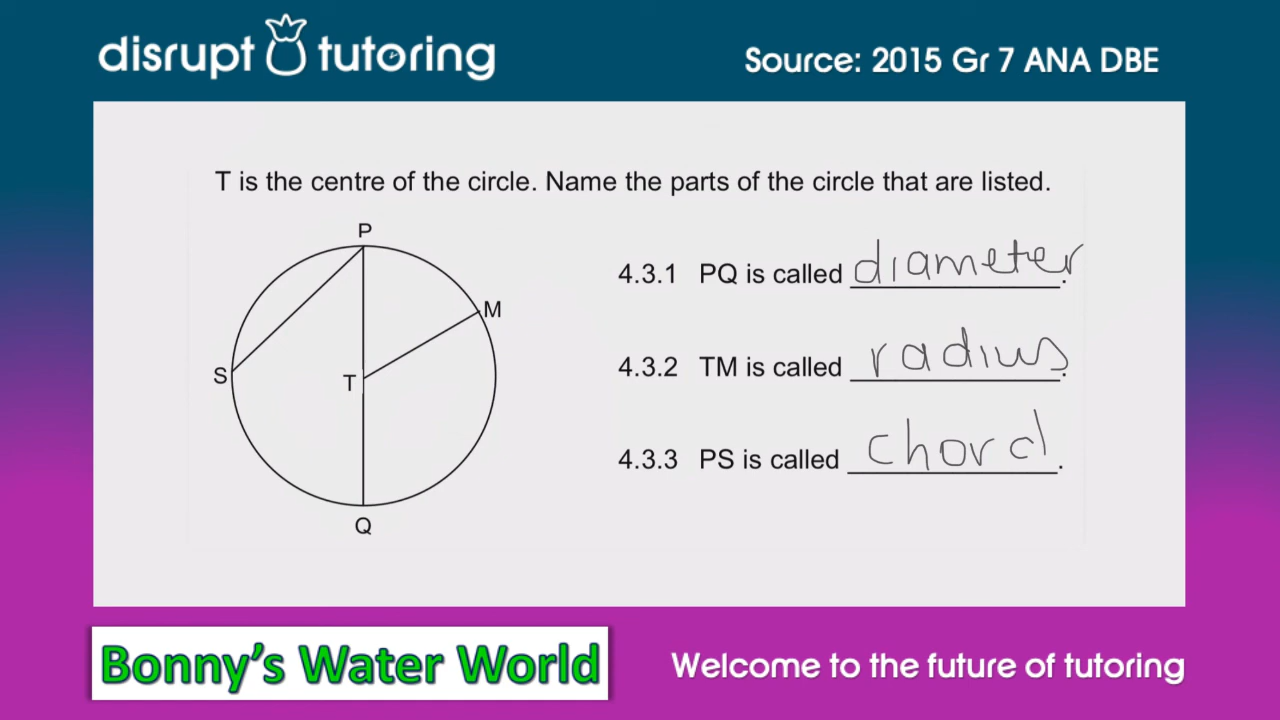 disrupt tutoring
Source: 2015 Gr 7 ANA DBE
T is the centre of the circle. Name the parts of the circle that are listed.
P
M
S
T
Q
4.3.1 PQ is called diameter.
4.3.2 TM is called radius.
4.3.3 PS is called chord.
Bonny's Water World
Welcome to the future of tutoring